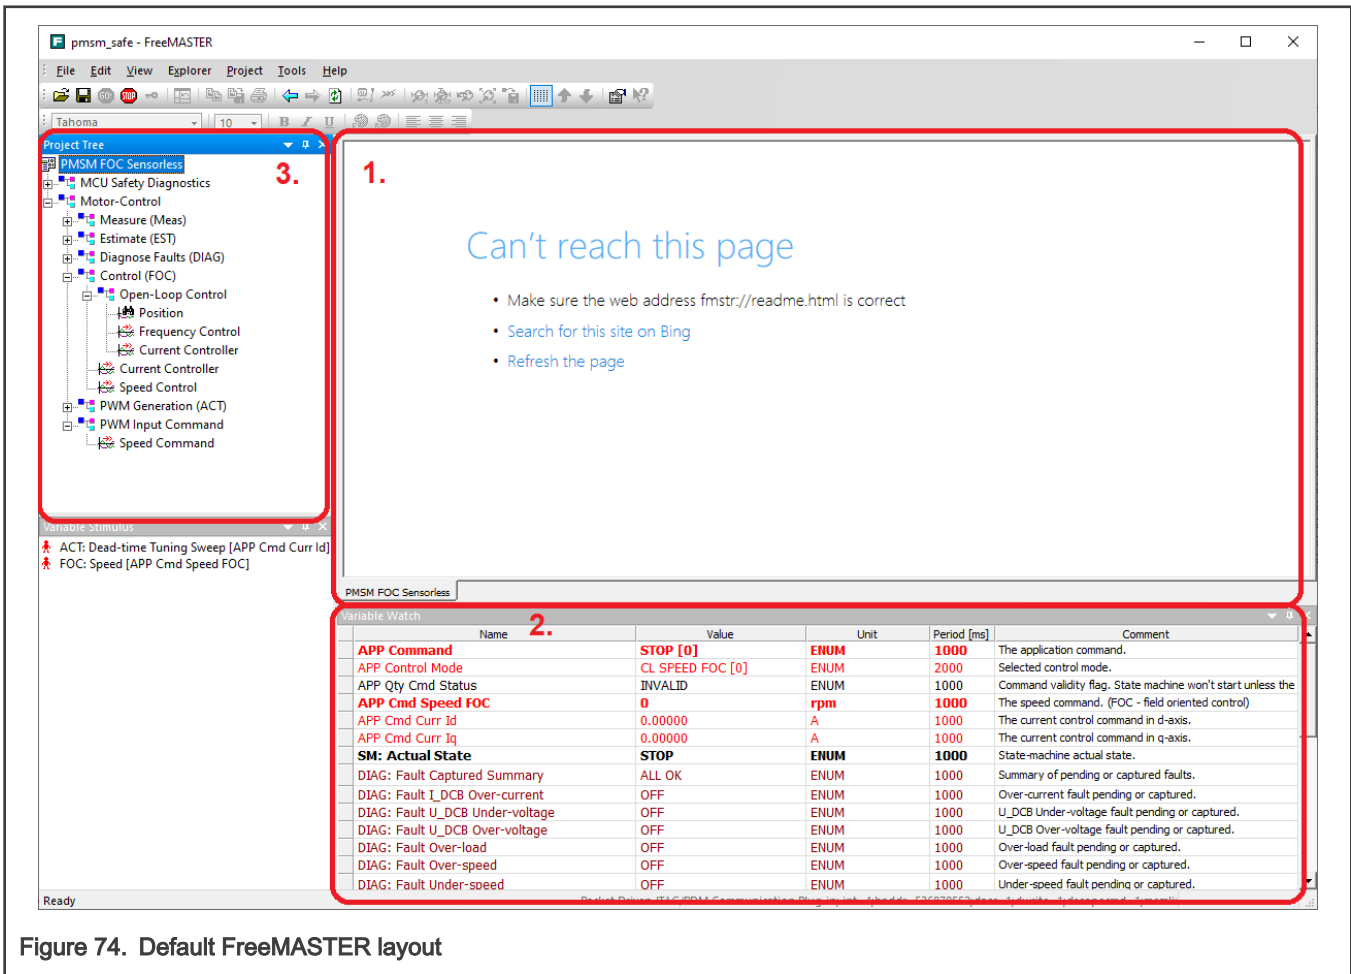 pmsm_safe - FreeMASTER
File Edit View Explorer Project Tools Help
GO! STOP
Tahoma 10 B I U
Project Tree
PMSM FOC Sensorless
3.
MCU Safety Diagnostics
Motor-Control
Measure (Meas)
Estimate (EST)
Diagnose Faults (DIAG)
Control (FOC)
Open-Loop Control
Position
Frequency Control
Current Controller
Current Controller
Speed Control
PWM Generation (ACT)
PWM Input Command
Speed Command
Variable Stimulus
ACT: Dead-time Tuning Sweep [APP Cmd Curr Id]
FOC: Speed [APP Cmd Speed FOC]
1.
Can't reach this page
• Make sure the web address fmstr://readme.html is correct
• Search for this site on Bing
• Refresh the page
PMSM FOC Sensorless
Variable Watch
2.
Name Value Unit Period [ms] Comment
APP Command STOP [0] ENUM 1000 The application command.
APP Control Mode CL SPEED FOC [0] ENUM 2000 Selected control mode.
APP Qty Cmd Status INVALID ENUM 1000 Command validity flag. State machine won't start unless the
APP Cmd Speed FOC 0 rpm 1000 The speed command. (FOC - field oriented control)
APP Cmd Curr Id 0.00000 A 1000 The current control command in d-axis.
APP Cmd Curr Iq 0.00000 A 1000 The current control command in q-axis.
SM: Actual State STOP ENUM 1000 State-machine actual state.
DIAG: Fault Captured Summary ALL OK ENUM 1000 Summary of pending or captured faults.
DIAG: Fault I_DCB Over-current OFF ENUM 1000 Over-current fault pending or captured.
DIAG: Fault U_DCB Under-voltage OFF ENUM 1000 U_DCB Under-voltage fault pending or captured.
DIAG: Fault U_DCB Over-voltage OFF ENUM 1000 U_DCB Over-voltage fault pending or captured.
DIAG: Fault Over-load OFF ENUM 1000 Over-load fault pending or captured.
DIAG: Fault Over-speed OFF ENUM 1000 Over-speed fault pending or captured.
DIAG: Fault Under-speed OFF ENUM 1000 Under-speed fault pending or captured.
Ready
Figure 74. Default FreeMASTER layout